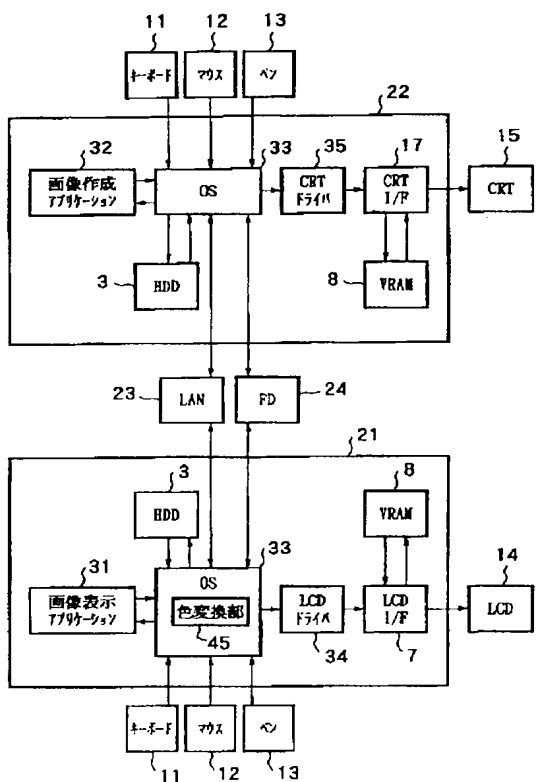 11
12
13
キーボード
マウス
ペン
22
32
33
35
17
15
画像作成
アプリケーション
OS
CRT
ドライバ
CRT
I/F
CRT
3
HDD
8
VRAM
23
LAN
FD
24
21
3
HDD
8
VRAM
31
33
14
画像表示
アプリケーション
OS
色変換部
45
LCD
ドライバ
34
LCD
I/F
7
LCD
キーボード
マウス
ペン
11
12
13